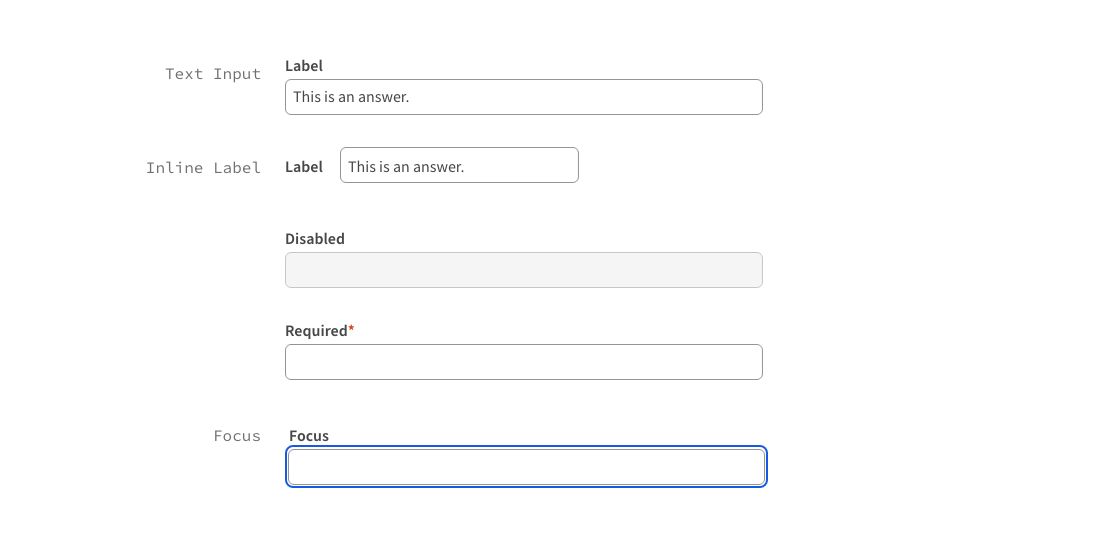 Text Input
Label
This is an answer.
Inline Label
Label
This is an answer.
Disabled
Required*
Focus
Focus